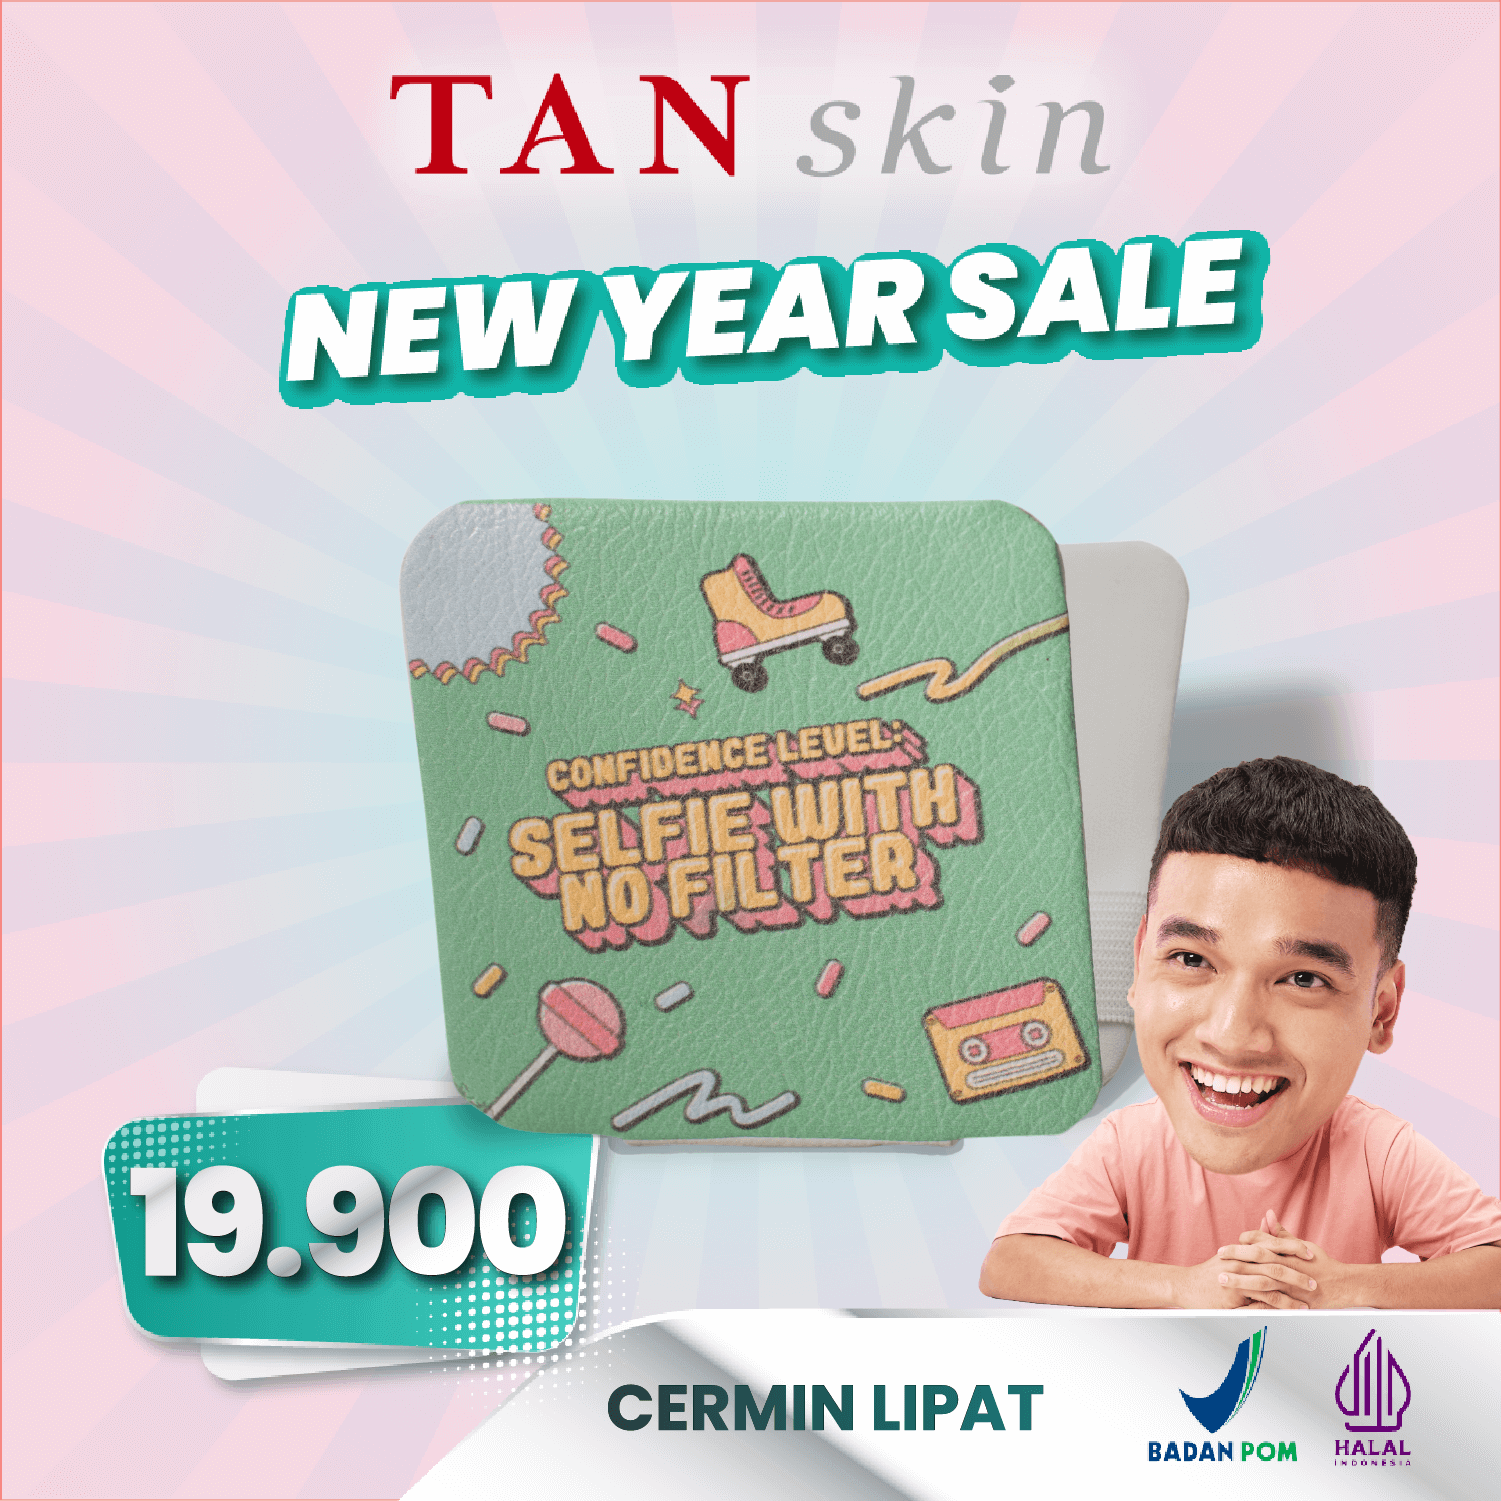 TAN skin
NEW YEAR SALE
CONFIDENCE LEVEL:
SELFIE WITH
NO FILTER
19.900
CERMIN LIPAT
BADAN POM
HALAL
INDONESIA